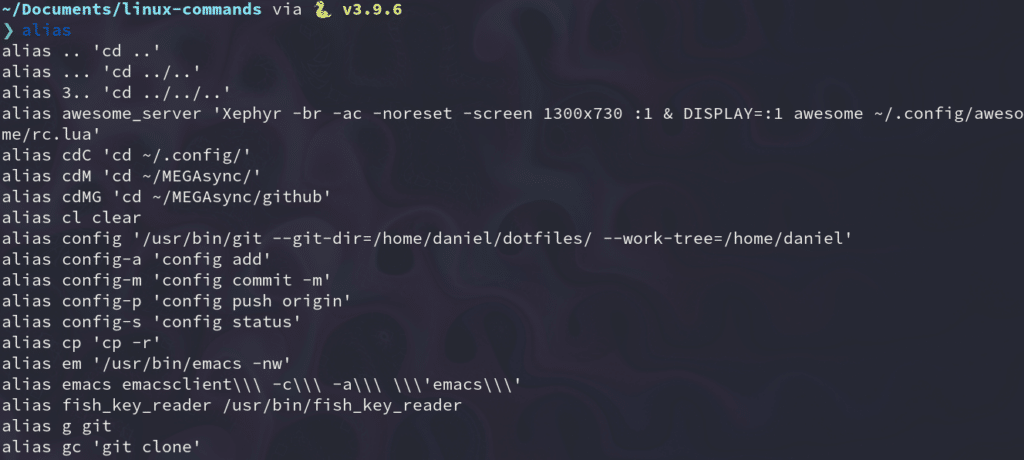 ~/Documents/linux-commands via 🐍 v3.9.6
❯ alias
alias .. 'cd ..'
alias ... 'cd ../..'
alias 3.. 'cd ../../..'
alias awesome_server 'Xephyr -br -ac -noreset -screen 1300x730 :1 & DISPLAY=:1 awesome ~/.config/aweso
me/rc.lua'
alias cdC 'cd ~/.config/'
alias cdM 'cd ~/MEGAsync/'
alias cdMG 'cd ~/MEGAsync/github'
alias cl clear
alias config '/usr/bin/git --git-dir=/home/daniel/dotfiles/ --work-tree=/home/daniel'
alias config-a 'config add'
alias config-m 'config commit -m'
alias config-p 'config push origin'
alias config-s 'config status'
alias cp 'cp -r'
alias em '/usr/bin/emacs -nw'
alias emacs emacsclient\\\ -c\\\ -a\\\ \\\'emacs\\\'
alias fish_key_reader /usr/bin/fish_key_reader
alias g git
alias gc 'git clone'